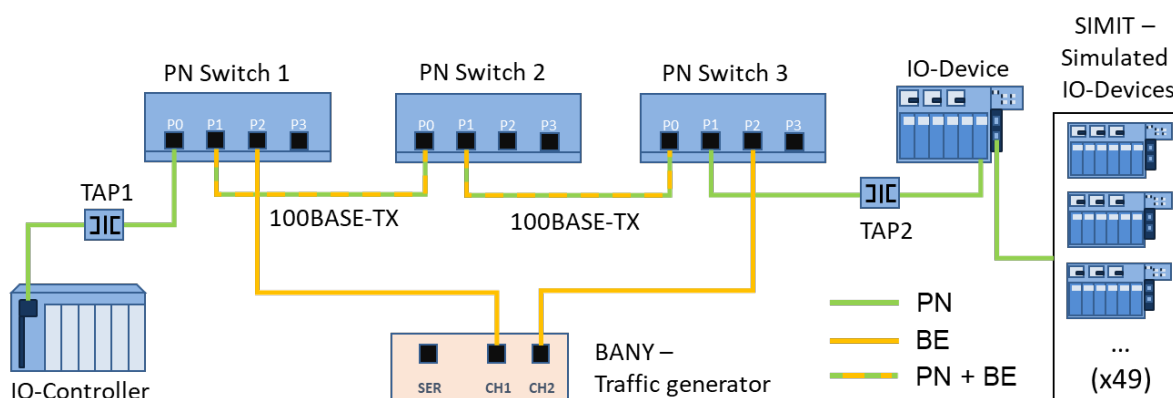 SIMIT –
Simulated
IO-Devices
PN Switch 1
PN Switch 2
PN Switch 3
IO-Device
P0 P1 P2 P3
P0 P1 P2 P3
P0 P1 P2 P3
TAP1
100BASE-TX
100BASE-TX
TAP2
PN
BE
PN + BE
...
(x49)
BANY –
Traffic generator
SER CH1 CH2
IO-Controller